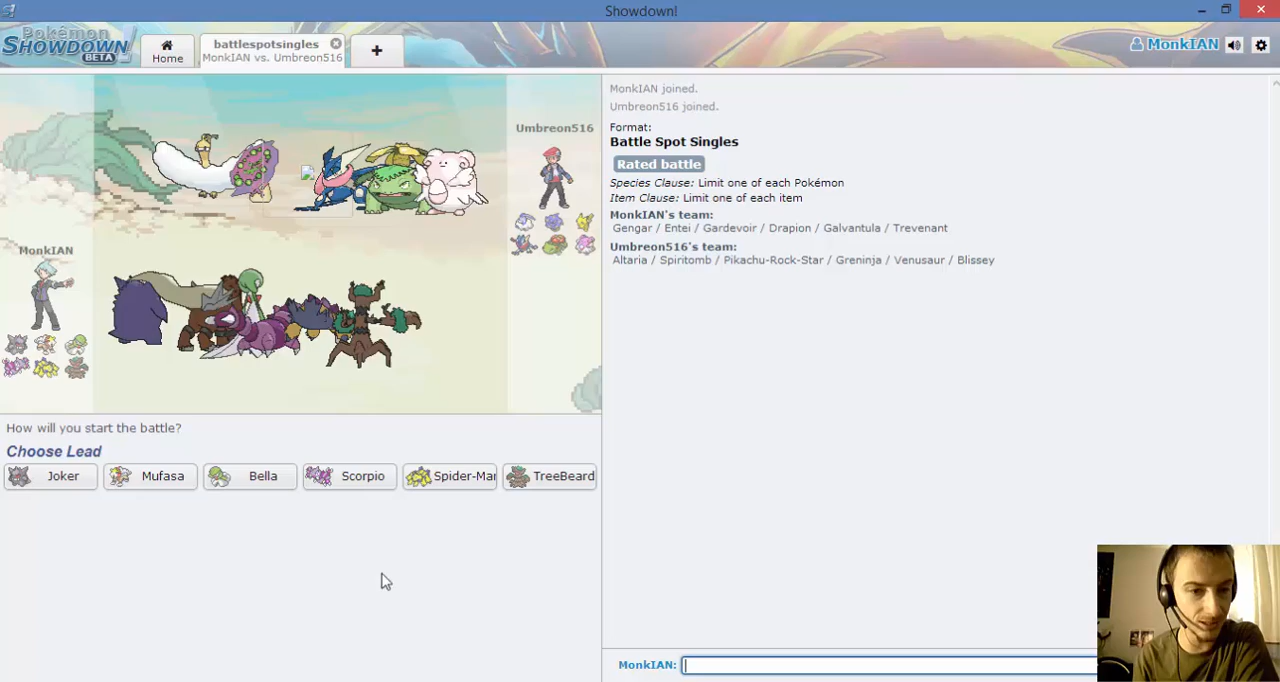 Showdown!
Pokémon
SHOWDOWN
BETA
Home
battlespotsingles
MonkIAN vs. Umbreon516
+
MonkIAN
Umbreon516
MonkIAN
How will you start the battle?
Choose Lead
Joker
Mufasa
Bella
Scorpio
Spider-Man
TreeBeard
MonkIAN joined.
Umbreon516 joined.
Format:
Battle Spot Singles
Rated battle
Species Clause: Limit one of each Pokémon
Item Clause: Limit one of each item
MonkIAN's team:
Gengar / Entei / Gardevoir / Drapion / Galvantula / Trevenant
Umbreon516's team:
Altaria / Spiritomb / Pikachu-Rock-Star / Greninja / Venusaur / Blissey
MonkIAN: